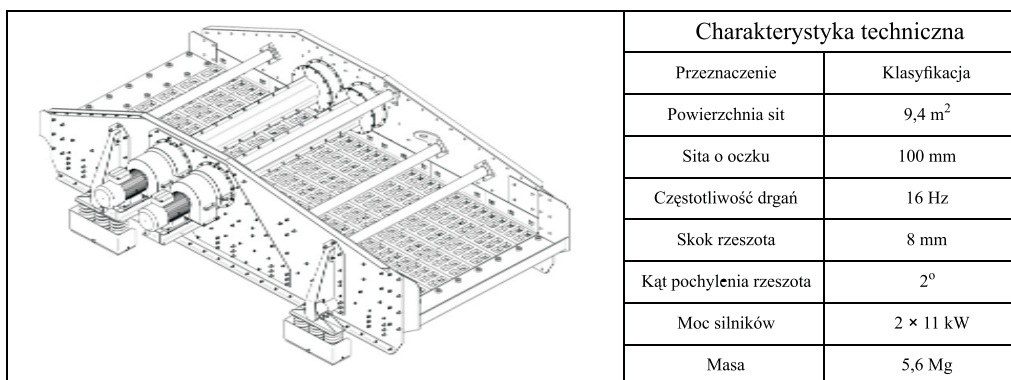 Charakterystyka techniczna
Przeznaczenie Klasyfikacja
Powierzchnia sit 9,4 m²
Sita o oczku 100 mm
Częstotliwość drgań 16 Hz
Skok rzeszota 8 mm
Kąt pochylenia rzeszota 2°
Moc silników 2 × 11 kW
Masa 5,6 Mg